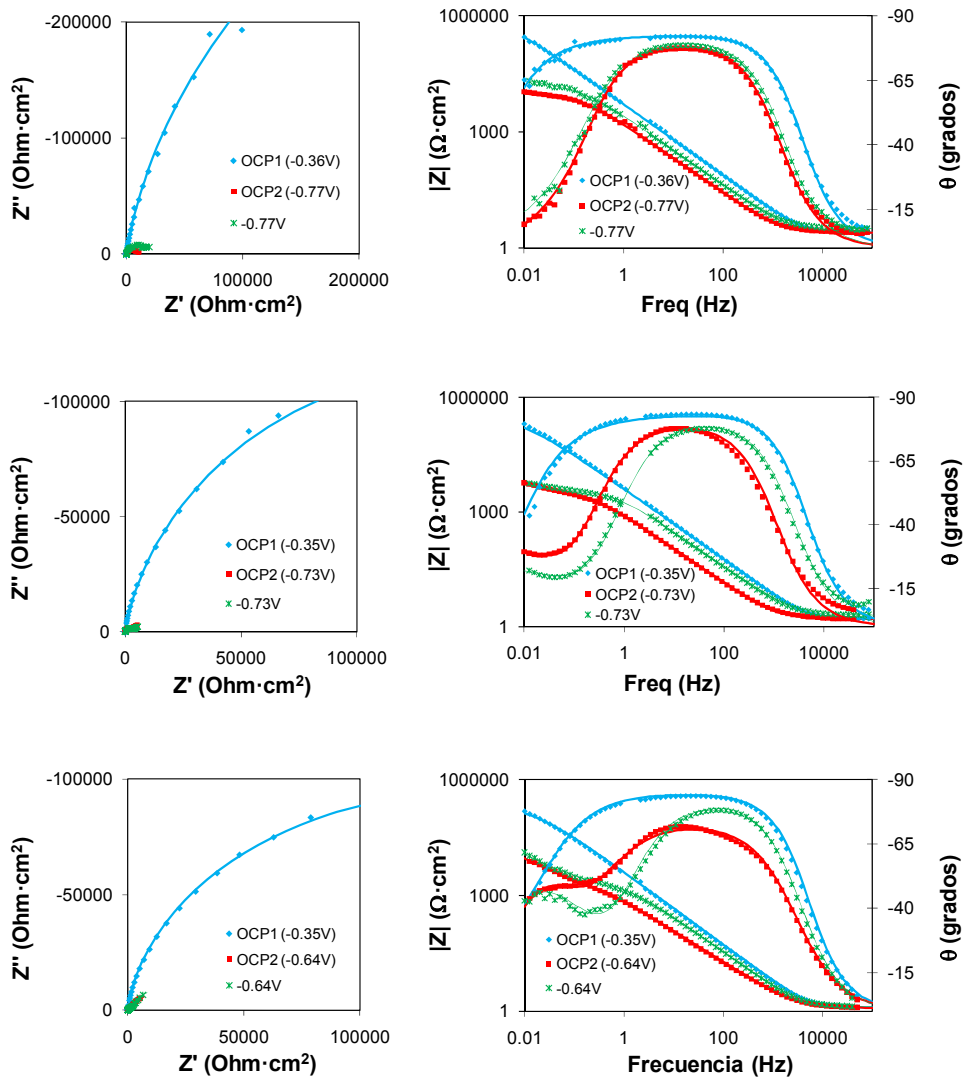 -200000
-100000
0
0
100000
200000
Z'' (Ohm·cm²)
Z' (Ohm·cm²)
OCP1 (-0.36V)
OCP2 (-0.77V)
-0.77V
1000000
1000
1
0.01
1
100
10000
-90
-65
-40
-15
|Z| (Ω·cm²)
θ (grados)
Freq (Hz)
OCP1 (-0.36V)
OCP2 (-0.77V)
-0.77V
-100000
-50000
0
0
50000
100000
Z'' (Ohm·cm²)
Z' (Ohm·cm²)
OCP1 (-0.35V)
OCP2 (-0.73V)
-0.73V
1000000
1000
1
0.01
1
100
10000
-90
-65
-40
-15
|Z| (Ω·cm²)
θ (grados)
Freq (Hz)
OCP1 (-0.35V)
OCP2 (-0.73V)
-0.73V
-100000
-50000
0
0
50000
100000
Z'' (Ohm·cm²)
Z' (Ohm·cm²)
OCP1 (-0.35V)
OCP2 (-0.64V)
-0.64V
1000000
1000
1
0.01
1
100
10000
-90
-65
-40
-15
|Z| (Ω·cm²)
θ (grados)
Frecuencia (Hz)
OCP1 (-0.35V)
OCP2 (-0.64V)
-0.64V